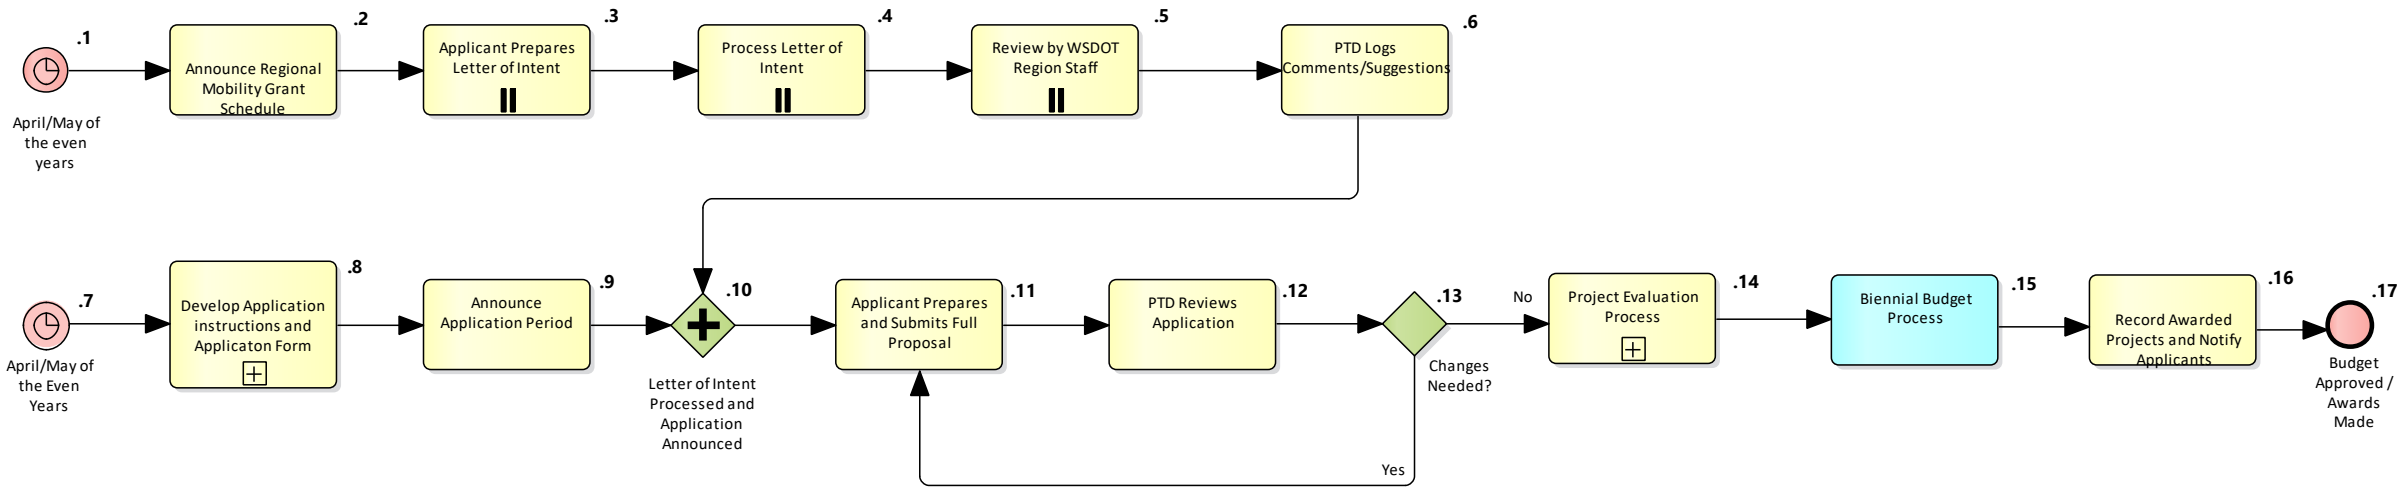 .1
April/May of
the even
years
.2
Announce Regional
Mobility Grant
Schedule
.3
Applicant Prepares
Letter of Intent
.4
Process Letter of
Intent
.5
Review by WSDOT
Region Staff
.6
PTD Logs
Comments/Suggestions
.7
April/May of
the Even
Years
.8
Develop Application
instructions and
Applicaton Form
.9
Announce
Application Period
.10
Letter of Intent
Processed and
Application
Announced
.11
Applicant Prepares
and Submits Full
Proposal
.12
PTD Reviews
Application
.13
Changes
Needed?
No
Yes
.14
Project Evaluation
Process
.15
Biennial Budget
Process
.16
Record Awarded
Projects and Notify
Applicants
.17
Budget
Approved /
Awards
Made